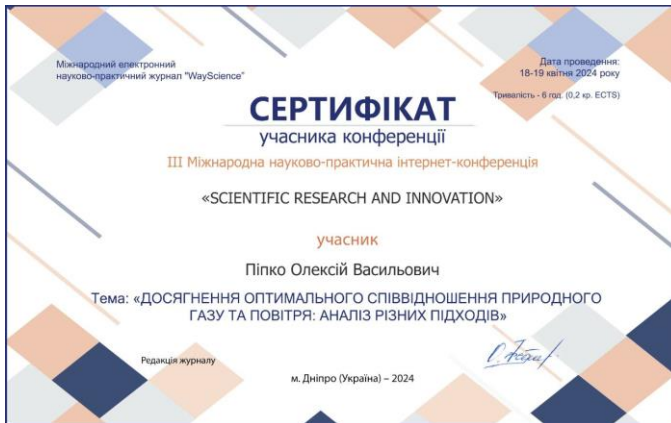 Міжнародний електронний
науково-практичний журнал "WayScience"
Дата проведення:
18-19 квітня 2024 року
Тривалість - 6 год. (0,2 кр. ECTS)
СЕРТИФІКАТ
учасника конференції
III Міжнародна науково-практична інтернет-конференція
«SCIENTIFIC RESEARCH AND INNOVATION»
учасник
Піпко Олексій Васильович
Тема: «ДОСЯГНЕННЯ ОПТИМАЛЬНОГО СПІВВІДНОШЕННЯ ПРИРОДНОГО
ГАЗУ ТА ПОВІТРЯ: АНАЛІЗ РІЗНИХ ПІДХОДІВ»
Редакція журналу
м. Дніпро (Україна) – 2024